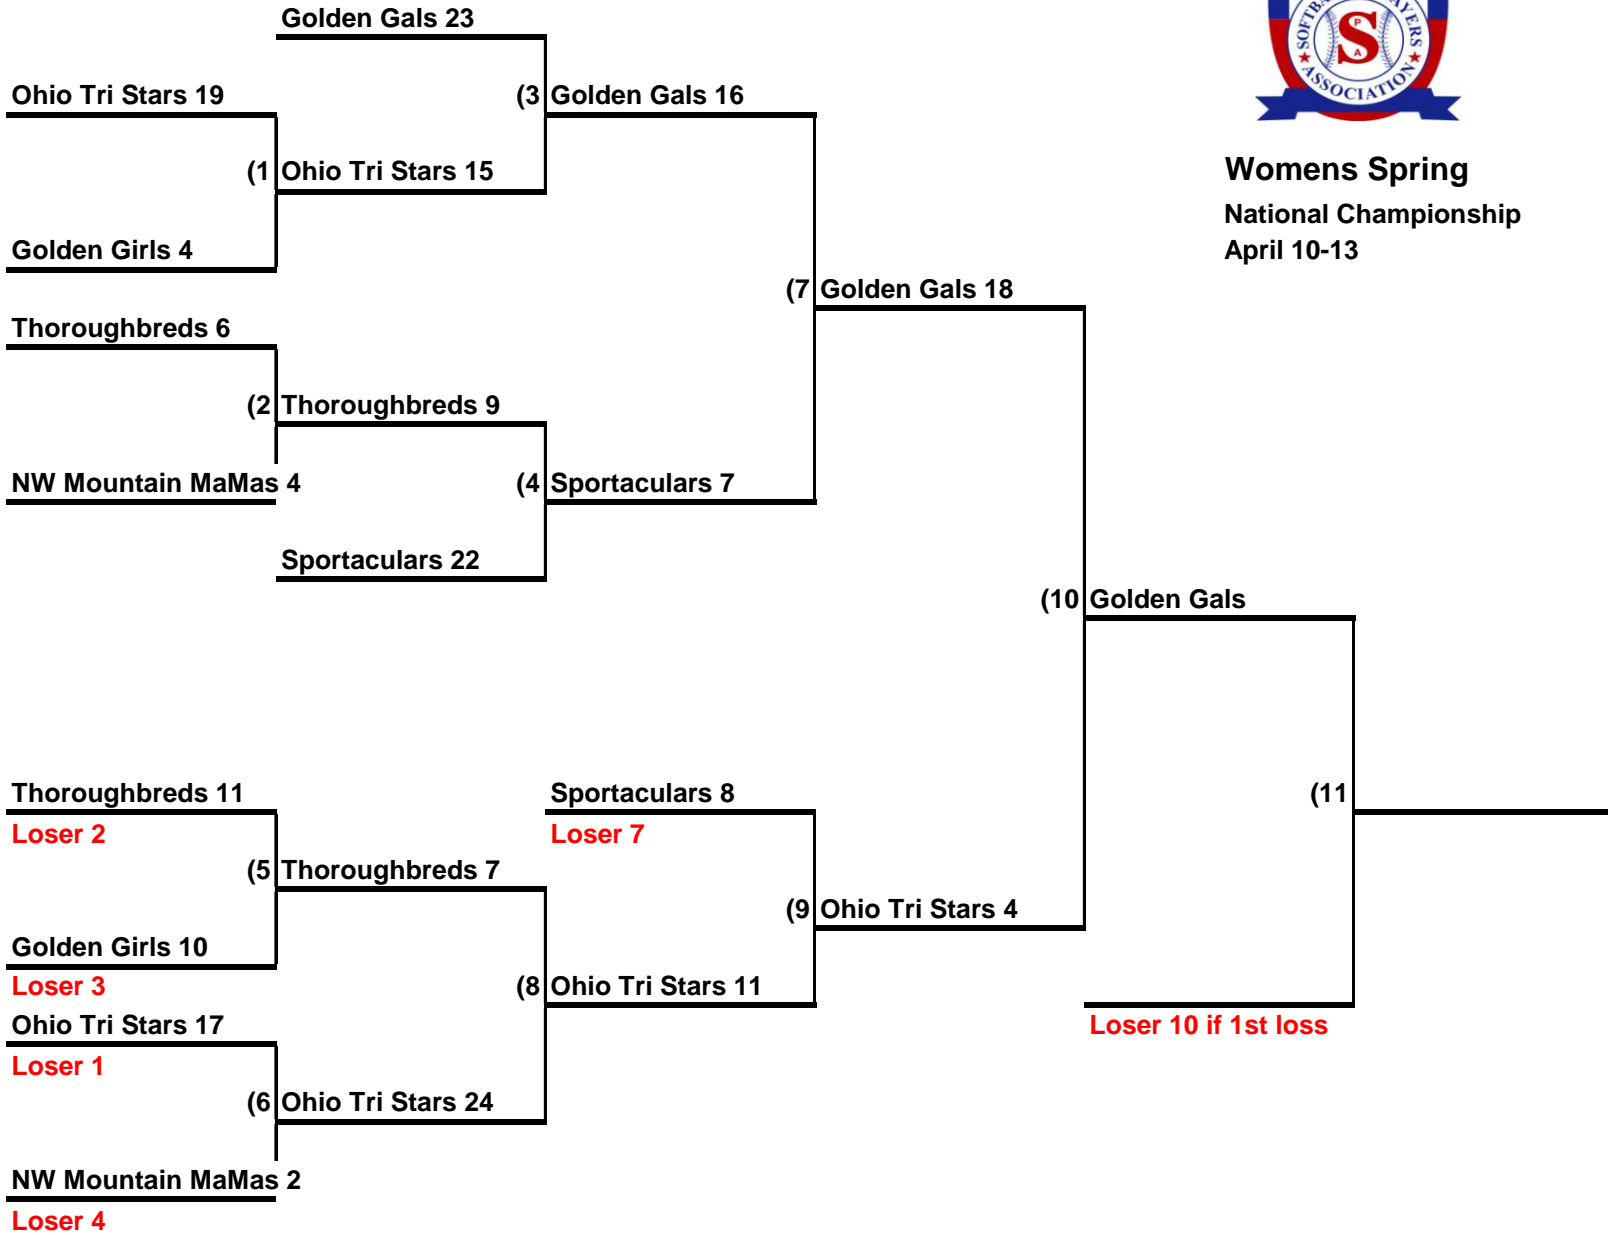 Golden Gals 23
Ohio Tri Stars 19
(3 Golden Gals 16
(1 Ohio Tri Stars 15
Golden Girls 4
P
S
A
ASSOCIATION
Womens Spring
National Championship
April 10-13
(7 Golden Gals 18
Thoroughbreds 6
(2 Thoroughbreds 9
NW Mountain MaMas 4
(4 Sportaculars 7
Sportaculars 22
(10 Golden Gals
Thoroughbreds 11
Loser 2
Sportaculars 8
Loser 7
(11
(5 Thoroughbreds 7
(9 Ohio Tri Stars 4
Golden Girls 10
Loser 3
(8 Ohio Tri Stars 11
Ohio Tri Stars 17
Loser 1
Loser 10 if 1st loss
(6 Ohio Tri Stars 24
NW Mountain MaMas 2
Loser 4